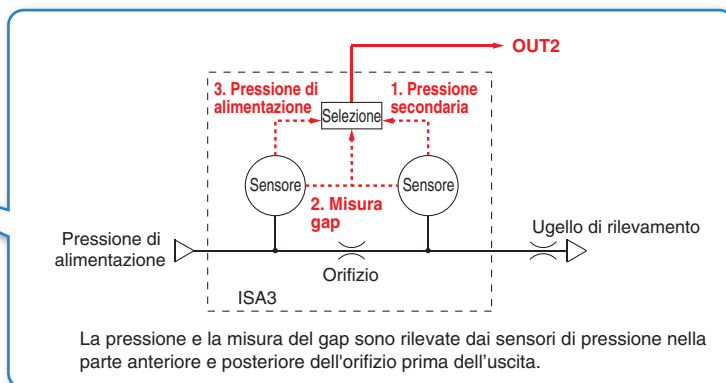 OUT2
3. Pressione di
alimentazione
1. Pressione
secondaria
Selezione
Sensore
Sensore
2. Misura
gap
Pressione di
alimentazione
Ugello di rilevamento
Orifizio
ISA3
La pressione e la misura del gap sono rilevate dai sensori di pressione nella
parte anteriore e posteriore dell'orifizio prima dell’uscita.